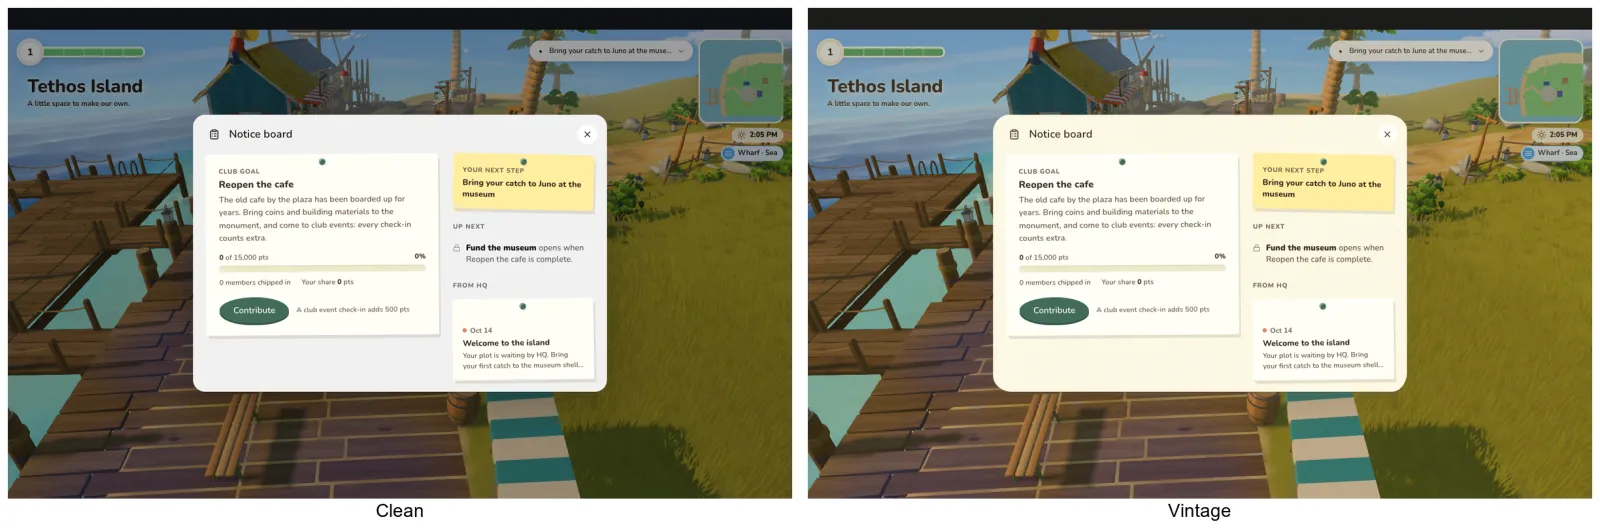 1
Bring your catch to Juno at the muse...
Tethos Island
A little space to make our own.
2:05 PM
Wharf · Sea
Notice board
CLUB GOAL
Reopen the cafe
The old cafe by the plaza has been boarded up for
years. Bring coins and building materials to the
monument, and come to club events: every check-in
counts extra.
0 of 15,000 pts
0%
0 members chipped in
Your share 0 pts
Contribute
A club event check-in adds 500 pts
YOUR NEXT STEP
Bring your catch to Juno at the
museum
UP NEXT
Fund the museum opens when
Reopen the cafe is complete.
FROM HQ
Oct 14
Welcome to the island
Your plot is waiting by HQ. Bring
your first catch to the museum shell...
Clean
1
Bring your catch to Juno at the muse...
Tethos Island
A little space to make our own.
2:05 PM
Wharf · Sea
Notice board
CLUB GOAL
Reopen the cafe
The old cafe by the plaza has been boarded up for
years. Bring coins and building materials to the
monument, and come to club events: every check-in
counts extra.
0 of 15,000 pts
0%
0 members chipped in
Your share 0 pts
Contribute
A club event check-in adds 500 pts
YOUR NEXT STEP
Bring your catch to Juno at the
museum
UP NEXT
Fund the museum opens when
Reopen the cafe is complete.
FROM HQ
Oct 14
Welcome to the island
Your plot is waiting by HQ. Bring
your first catch to the museum shell...
Vintage